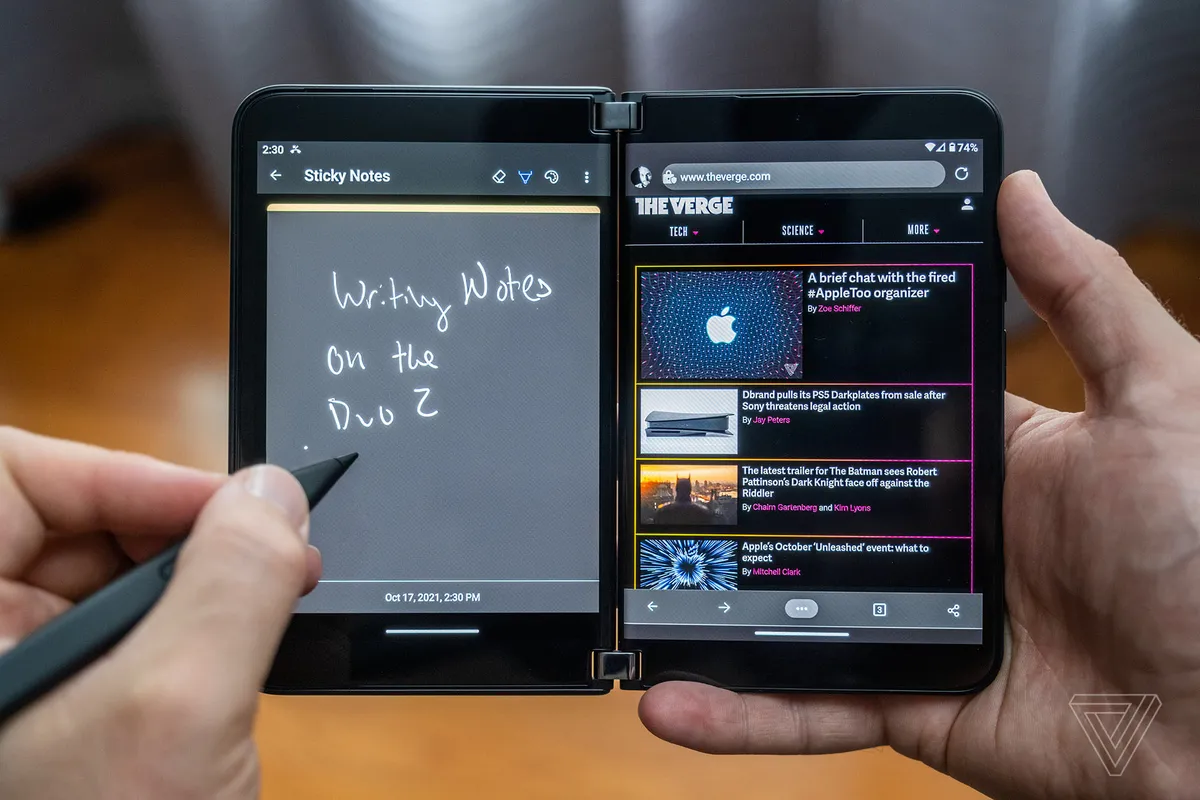 2:30
Sticky Notes
Writing Notes
on the
Duo 2
Oct 17, 2021, 2:30 PM
74%
www.theverge.com
THE VERGE
TECH
SCIENCE
MORE
A brief chat with the fired
#AppleToo organizer
By Zoe Schiffer
Dbrand pulls its PS5 Darkplates from sale after
Sony threatens legal action
By Jay Peters
The latest trailer for The Batman sees Robert
Pattinson's Dark Knight face off against the
Riddler
By Chaim Gartenberg and Kim Lyons
Apple's October 'Unleashed' event: what to
expect
By Mitchell Clark
3